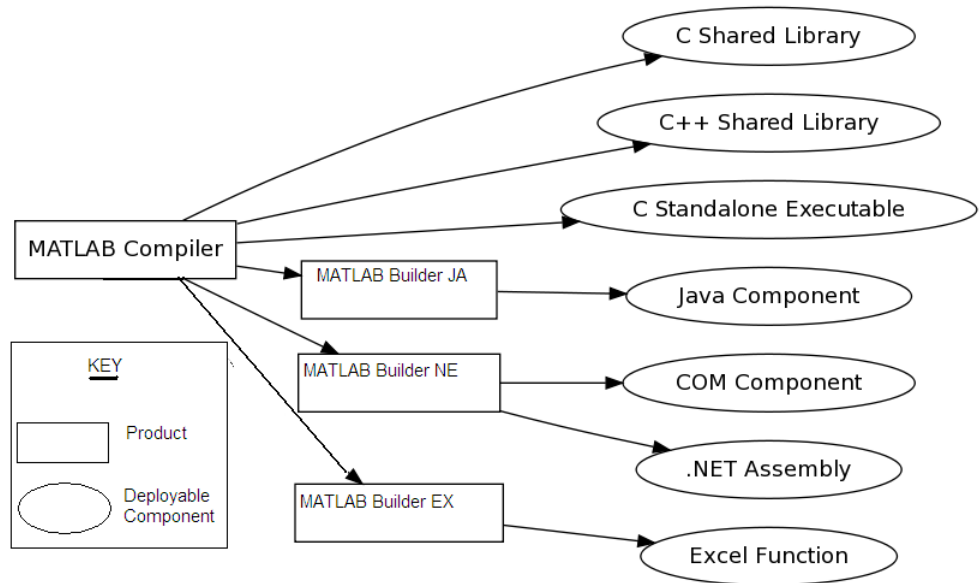 C Shared Library
C++ Shared Library
C Standalone Executable
MATLAB Compiler
MATLAB Builder JA
Java Component
KEY
MATLAB Builder NE
COM Component
Product
.NET Assembly
Deployable
Component
MATLAB Builder EX
Excel Function